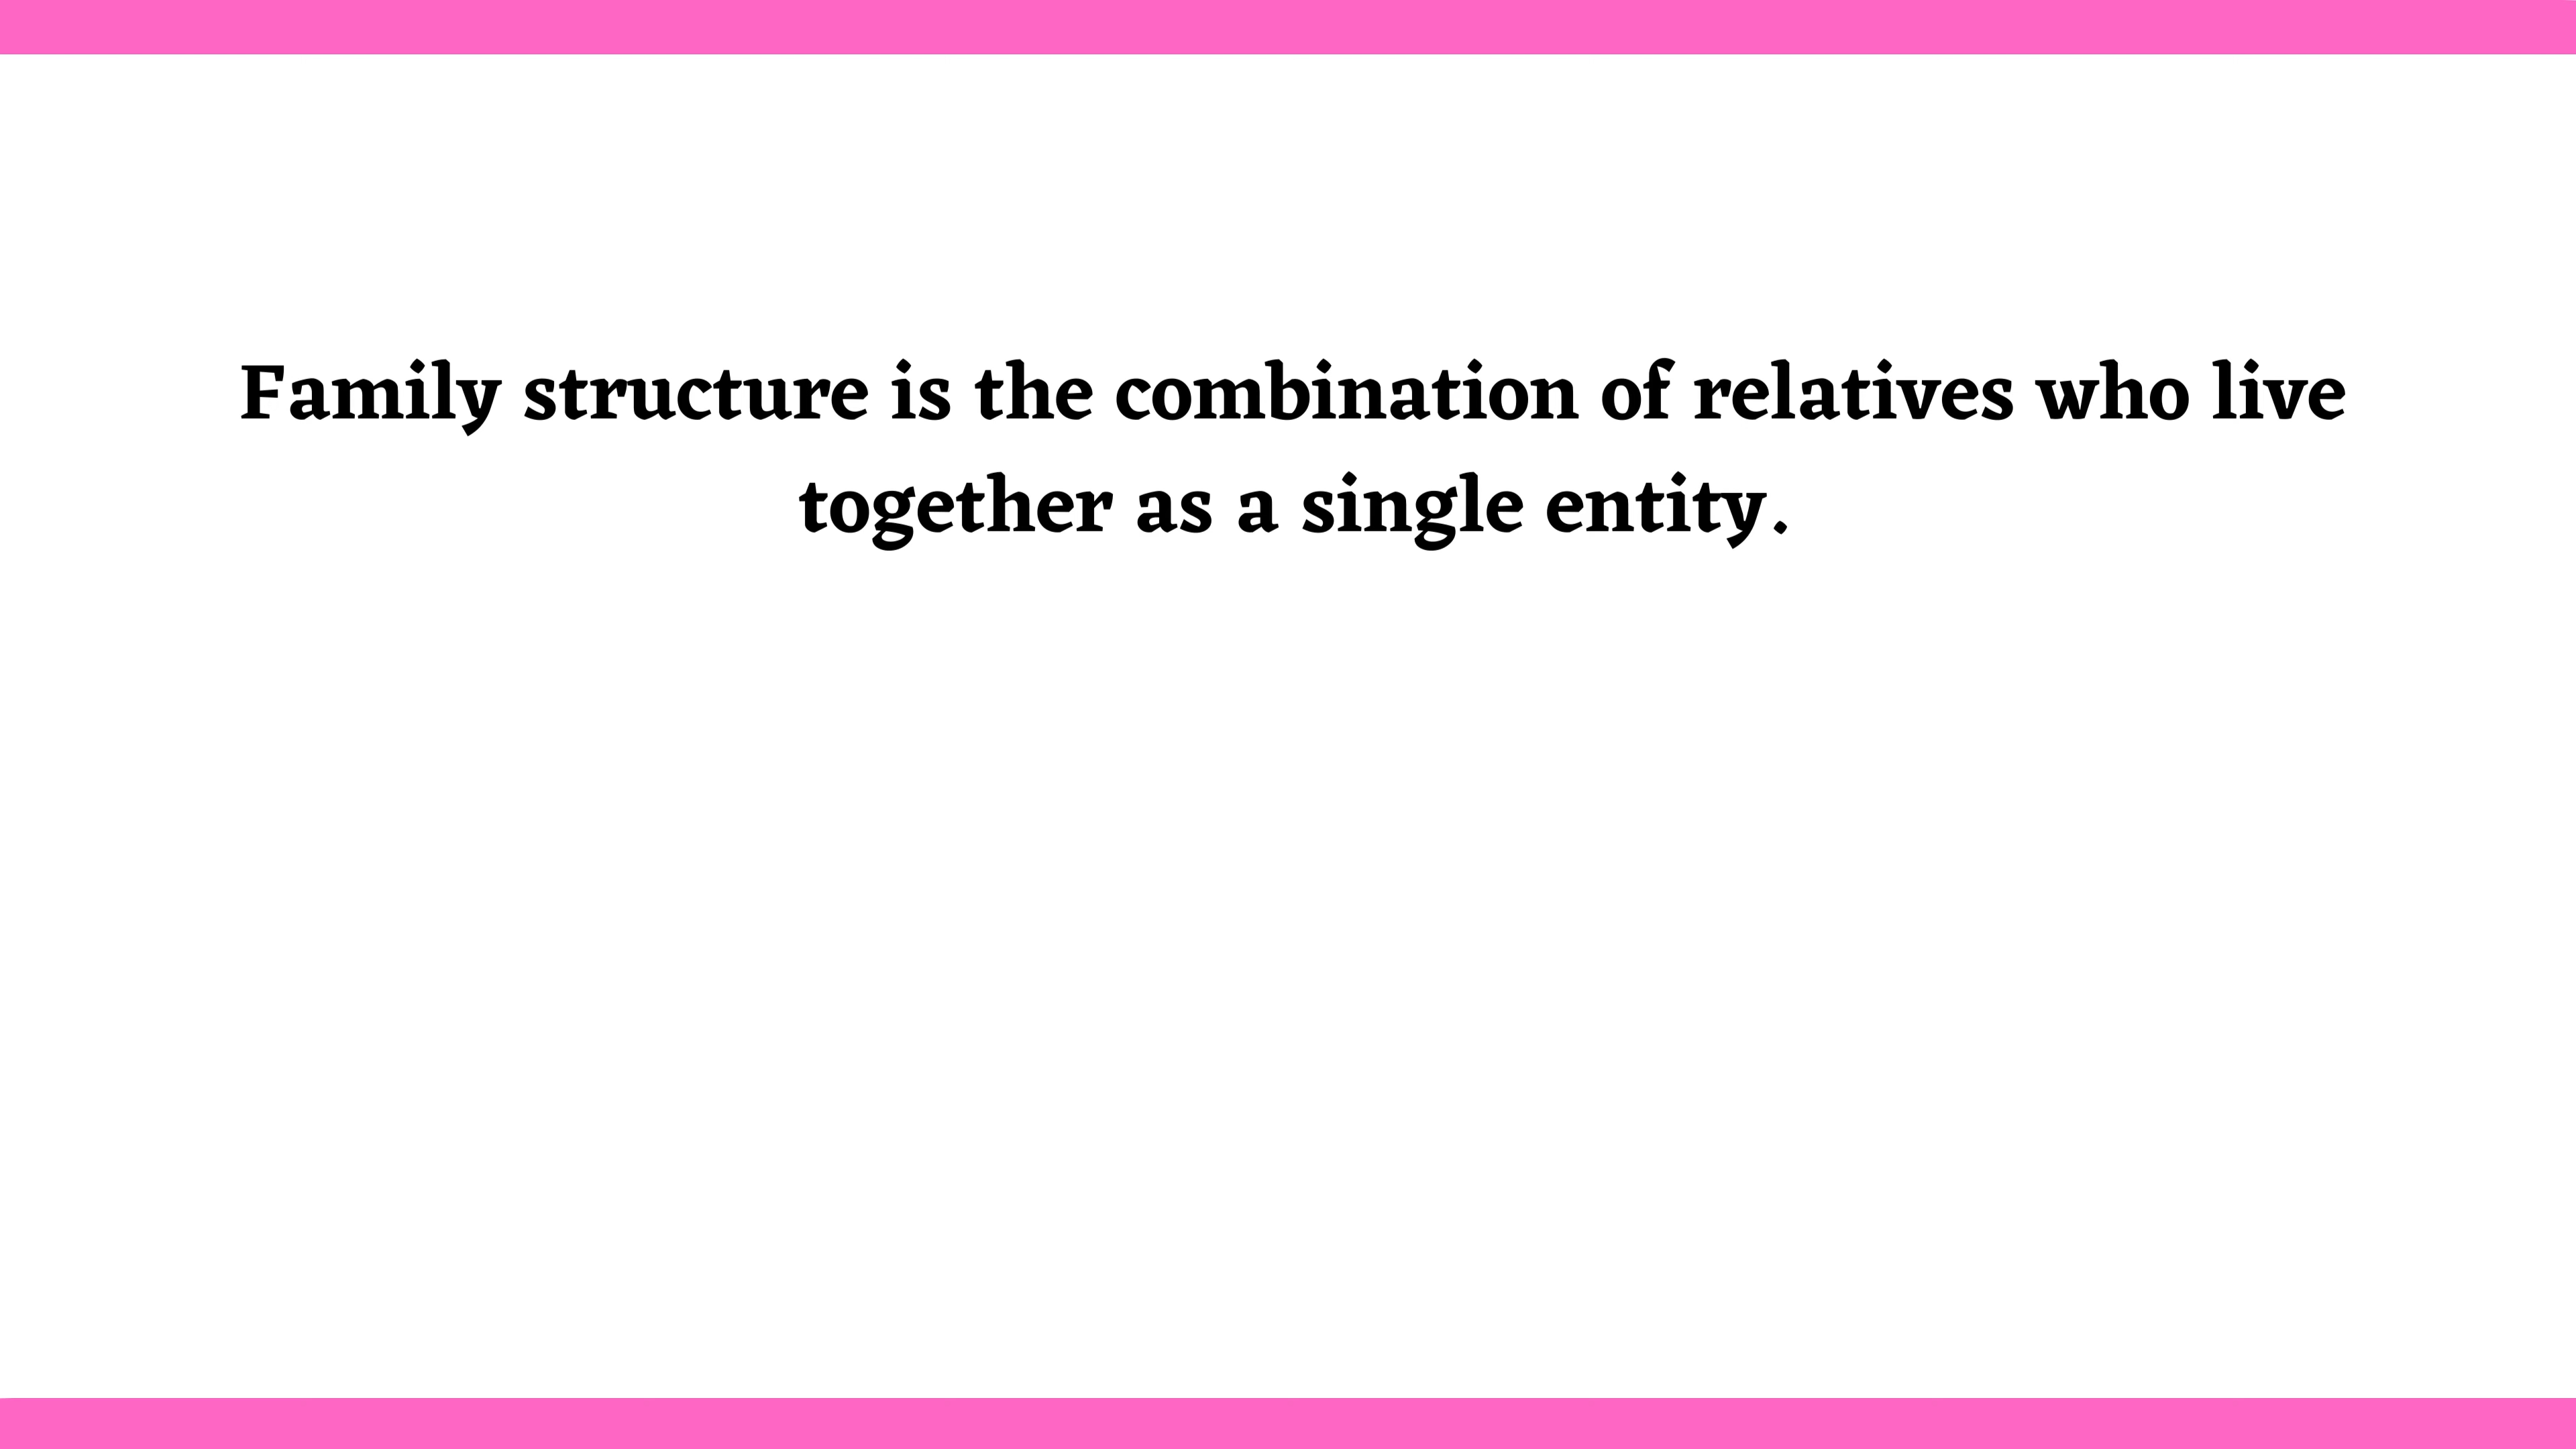 Family structure is the combination of relatives who live
together as a single entity.